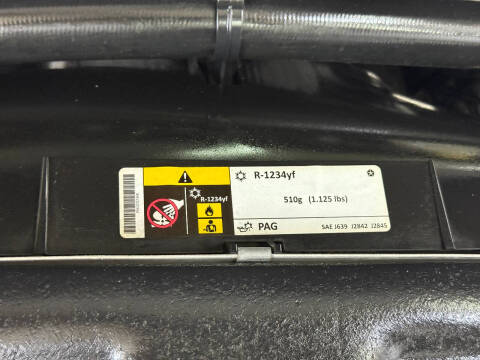 R-1234yf
R-1234yf
510g (1.125 lbs)
PAG
SAE J639 J2842 J2845